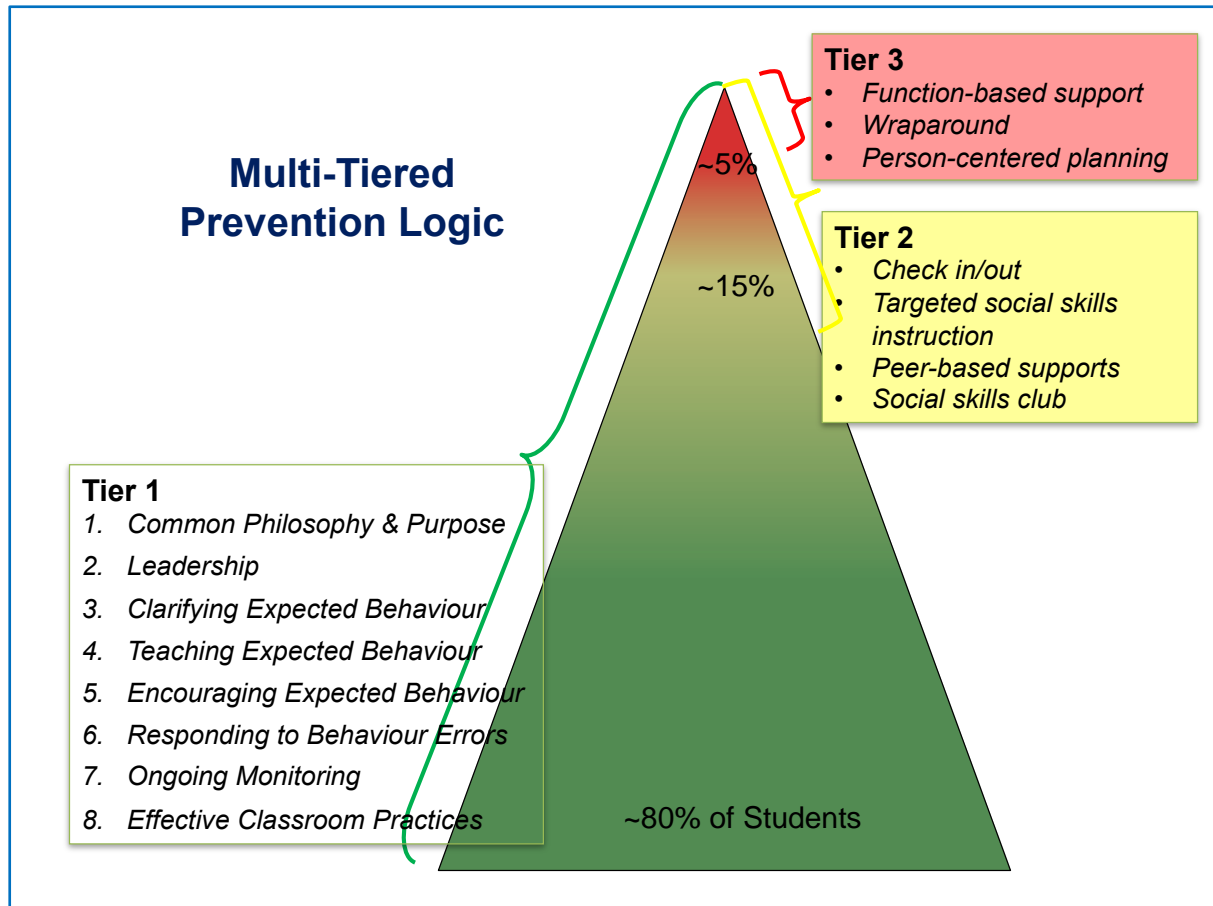 Multi-Tiered
Prevention Logic
Tier 3
• Function-based support
• Wraparound
• Person-centered planning
~5%
~15%
Tier 2
• Check in/out
• Targeted social skills
instruction
• Peer-based supports
• Social skills club
Tier 1
1. Common Philosophy & Purpose
2. Leadership
3. Clarifying Expected Behaviour
4. Teaching Expected Behaviour
5. Encouraging Expected Behaviour
6. Responding to Behaviour Errors
7. Ongoing Monitoring
8. Effective Classroom Practices
~80% of Students